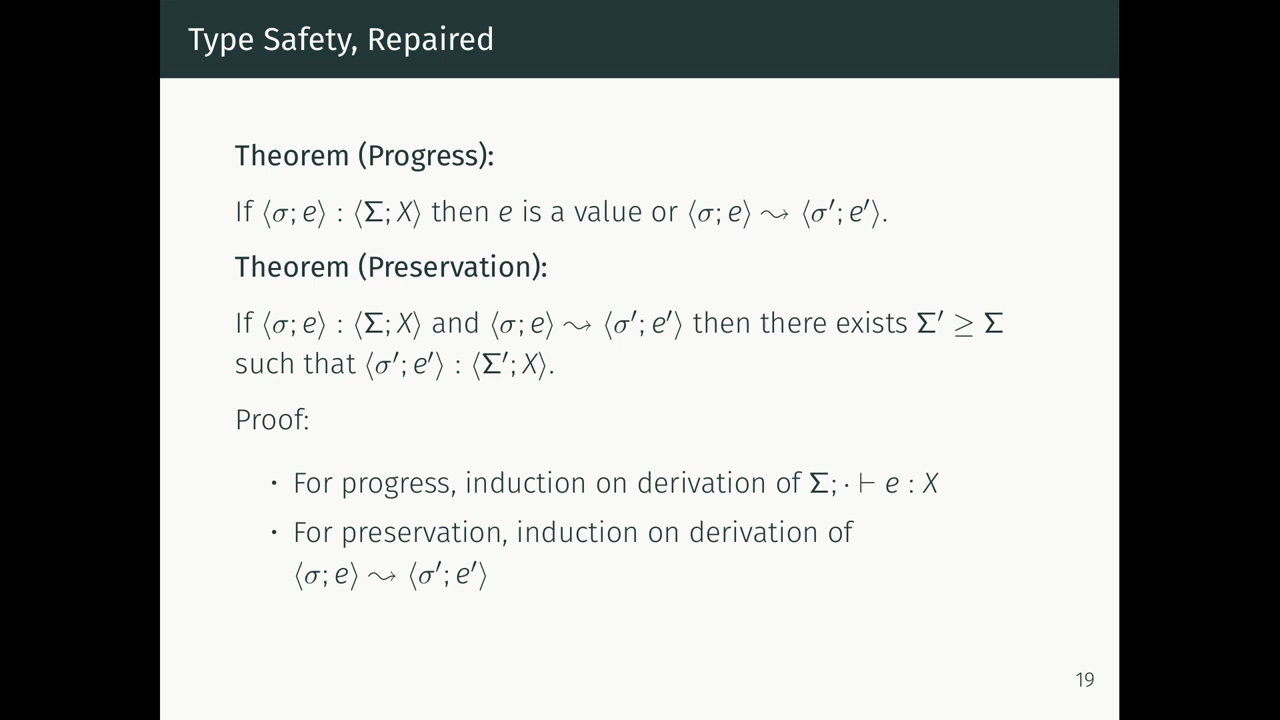 Type Safety, Repaired
Theorem (Progress):
If ⟨σ; e⟩ : ⟨Σ; X⟩ then e is a value or ⟨σ; e⟩ ⤳ ⟨σ′; e′⟩.
Theorem (Preservation):
If ⟨σ; e⟩ : ⟨Σ; X⟩ and ⟨σ; e⟩ ⤳ ⟨σ′; e′⟩ then there exists Σ′ ≥ Σ
such that ⟨σ′; e′⟩ : ⟨Σ′; X⟩.
Proof:
• For progress, induction on derivation of Σ; · ⊢ e : X
• For preservation, induction on derivation of
⟨σ; e⟩ ⤳ ⟨σ′; e′⟩
19